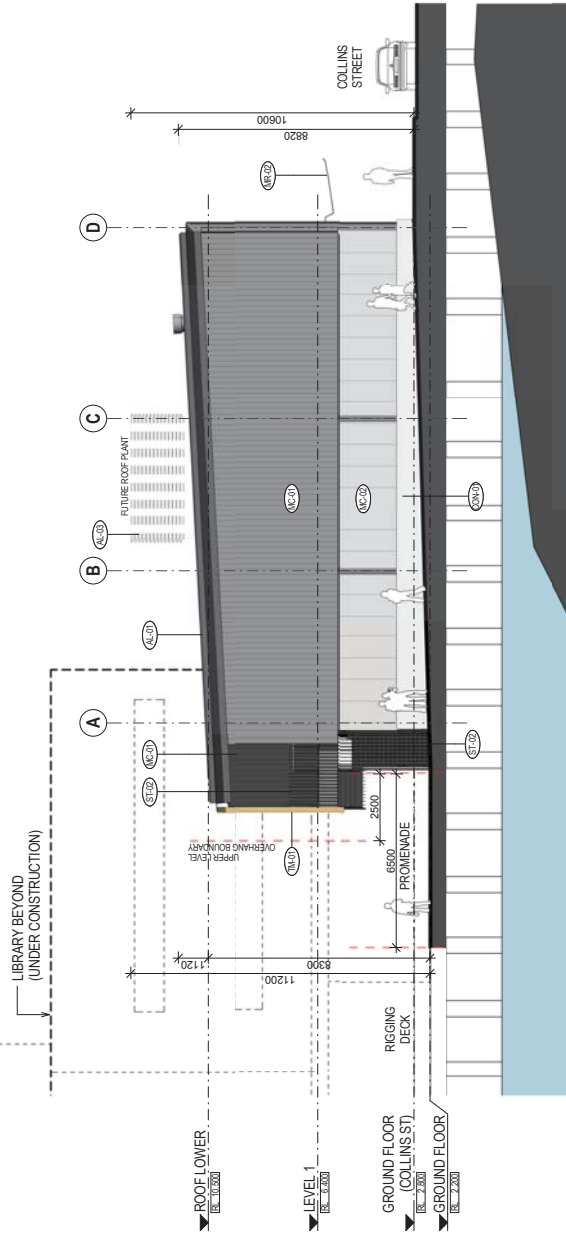 LIBRARY BEYOND
(UNDER CONSTRUCTION)
A
B
C
D
FUTURE ROOF PLANT
AL-03
AL-01
MC-01
ST-02
TM-01
UPPER LEVEL
OVERHANG BOUNDARY
MC-01
MC-02
CON-01
ST-02
MR-02
8820
10600
COLLINS
STREET
2500
6500
PROMENADE
1120
8300
11200
RIGGING
DECK
ROOF LOWER
RL 10.500
LEVEL 1
RL 6.400
GROUND FLOOR
(COLLINS ST)
RL 2.800
GROUND FLOOR
RL 2.200